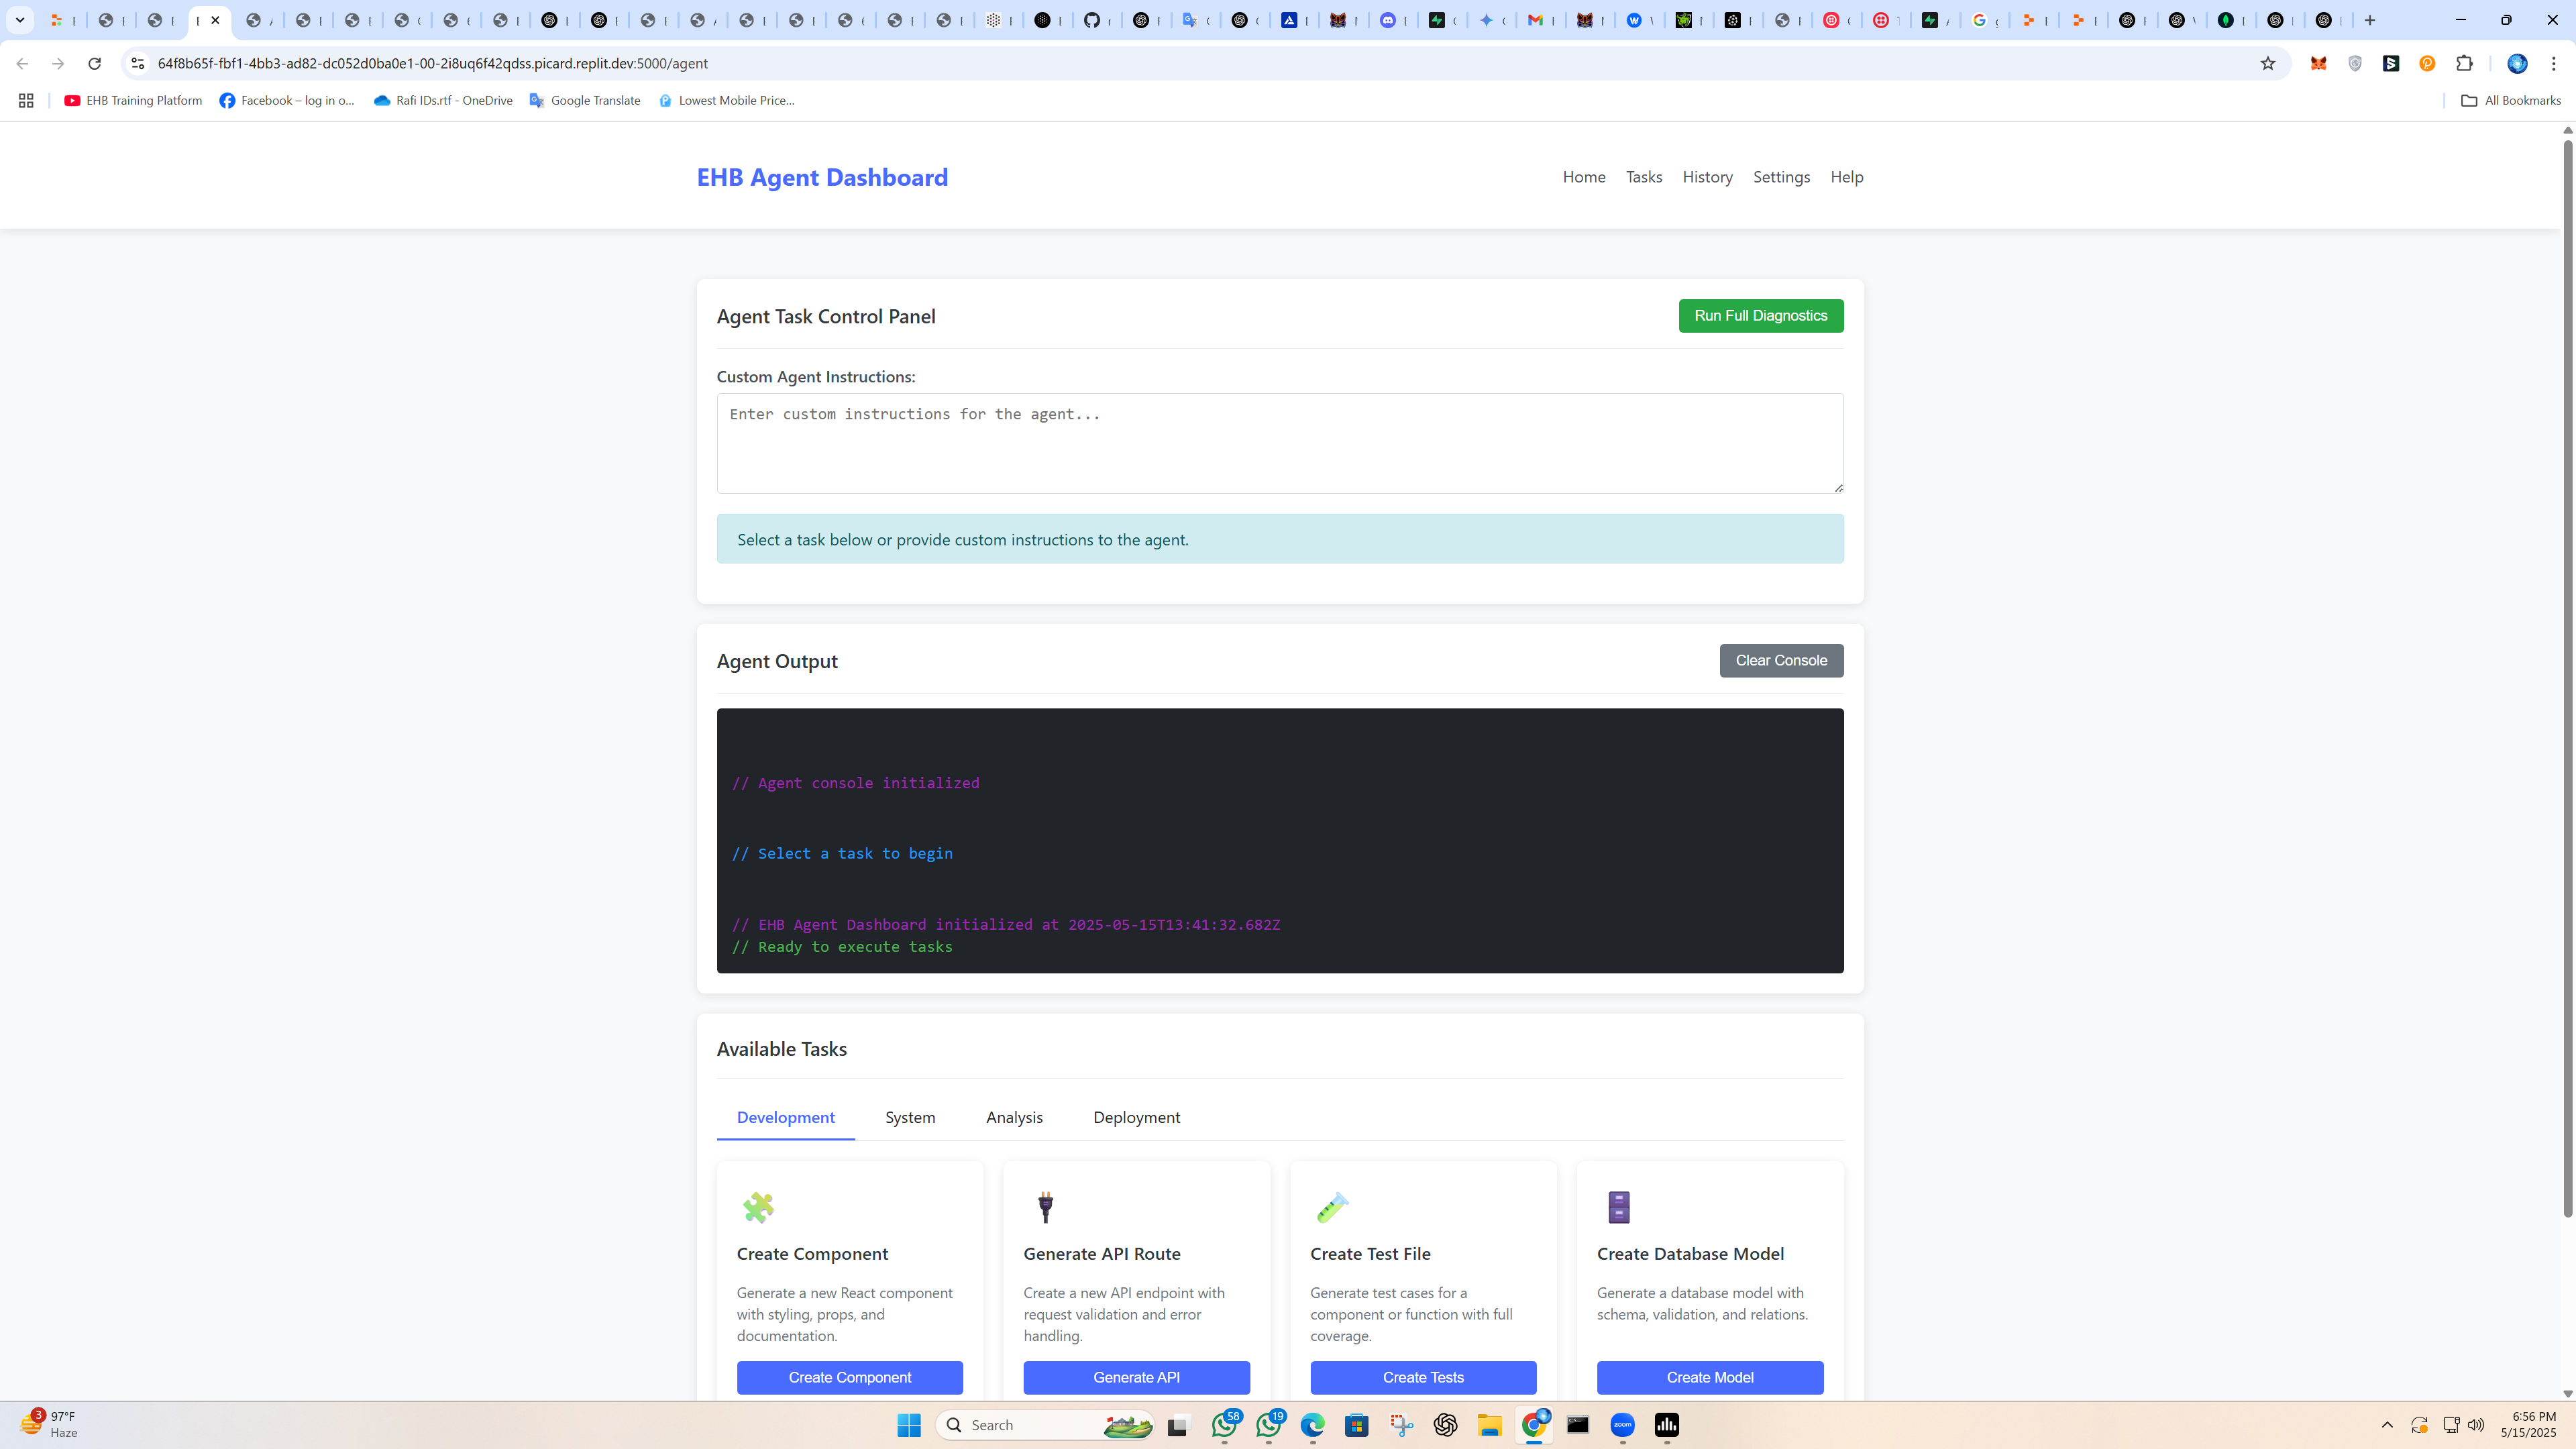 64f8b65f-fbf1-4bb3-ad82-dc052d0ba0e1-00-2i8uq6f42qdss.picard.replit.dev:5000/agent
EHB Training Platform
Facebook – log in o...
Rafi IDs.rtf - OneDrive
Google Translate
Lowest Mobile Price...
All Bookmarks
EHB Agent Dashboard
Home
Tasks
History
Settings
Help
Agent Task Control Panel
Run Full Diagnostics
Custom Agent Instructions:
Enter custom instructions for the agent...
Select a task below or provide custom instructions to the agent.
Agent Output
Clear Console
// Agent console initialized
// Select a task to begin
// EHB Agent Dashboard initialized at 2025-05-15T13:41:32.682Z
// Ready to execute tasks
Available Tasks
Development
System
Analysis
Deployment
Create Component
Generate a new React component
with styling, props, and
documentation.
Create Component
Generate API Route
Create a new API endpoint with
request validation and error
handling.
Generate API
Create Test File
Generate test cases for a
component or function with full
coverage.
Create Tests
Create Database Model
Generate a database model with
schema, validation, and relations.
Create Model
3
97°F
Haze
Search
58
19
zoom
6:56 PM
5/15/2025